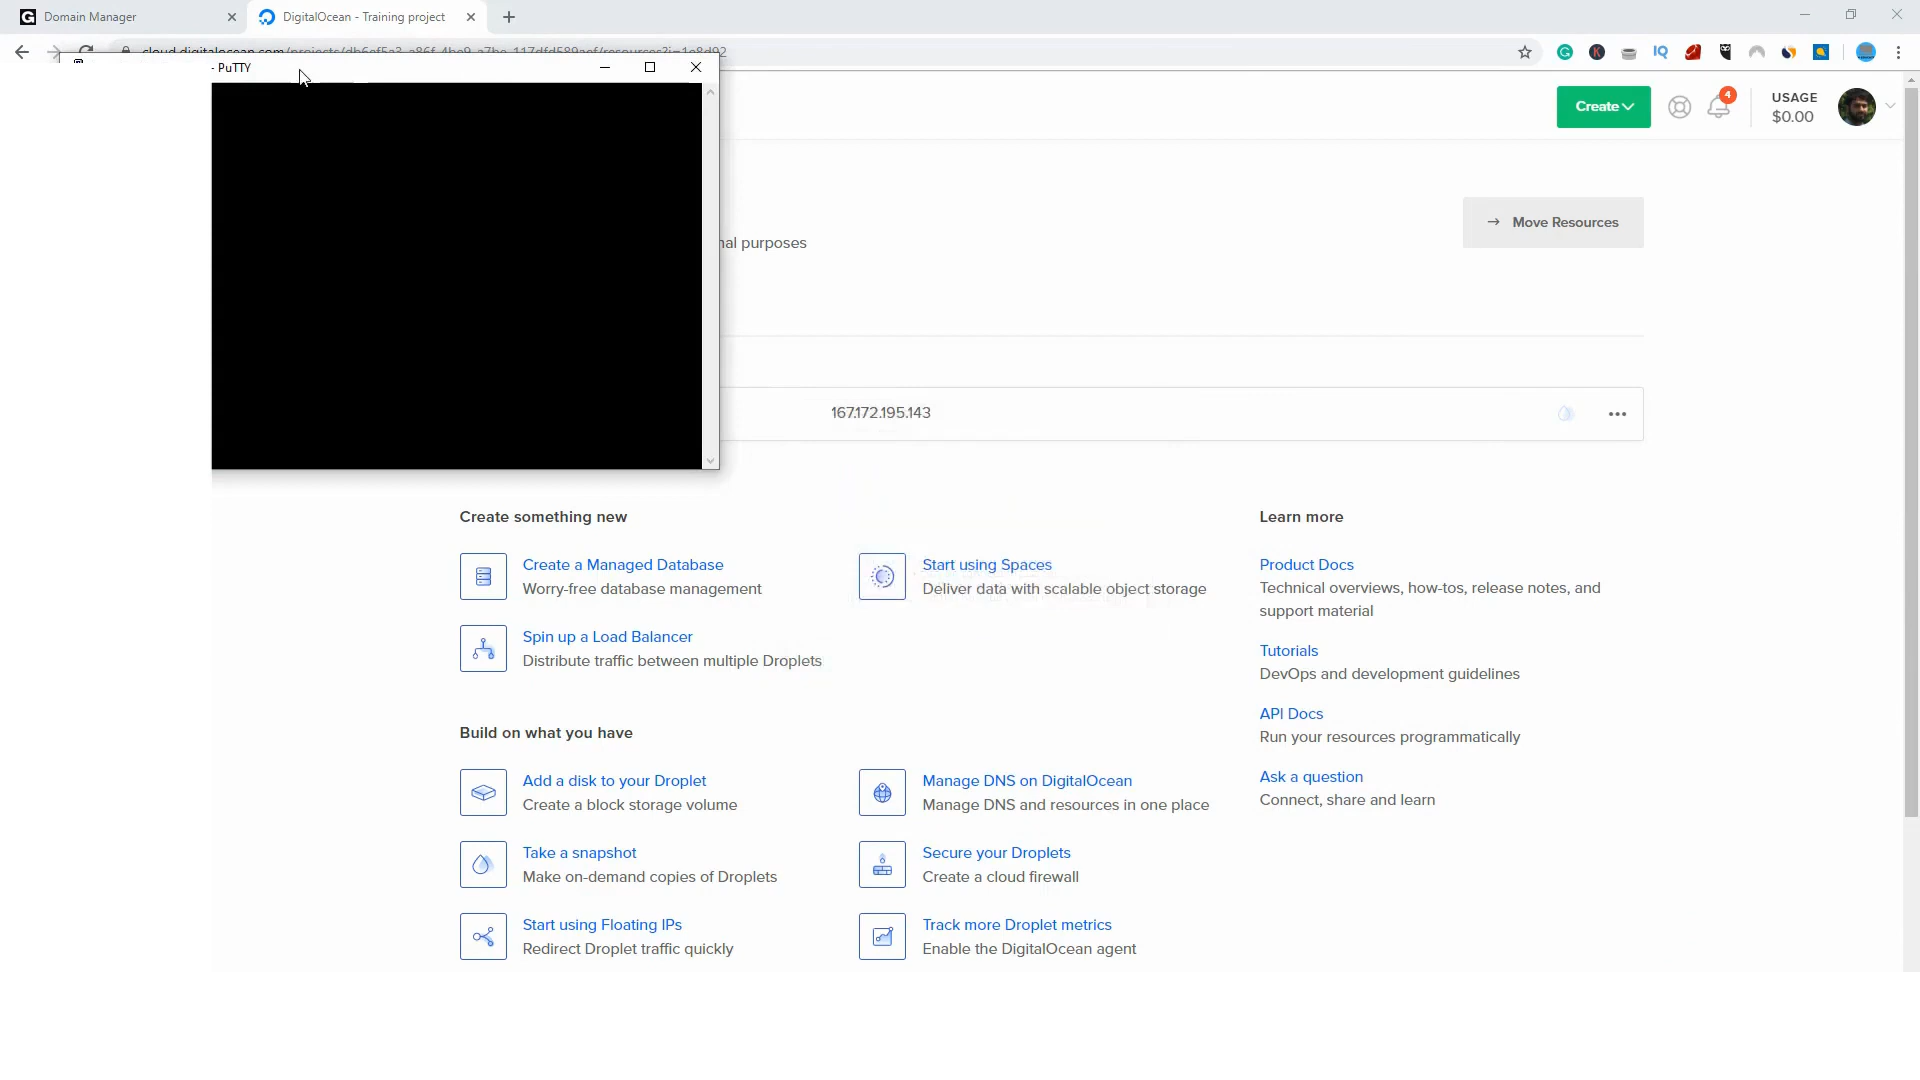 Domain Manager
DigitalOcean - Training project
cloud.digitalocean.com/projects/
- PuTTY
4
Create
USAGE
$0.00
nal purposes
→ Move Resources
167.172.195.143
Create something new
Create a Managed Database
Worry-free database management
Start using Spaces
Deliver data with scalable object storage
Spin up a Load Balancer
Distribute traffic between multiple Droplets
Learn more
Product Docs
Technical overviews, how-tos, release notes, and
support material
Tutorials
DevOps and development guidelines
API Docs
Run your resources programmatically
Ask a question
Connect, share and learn
Build on what you have
Add a disk to your Droplet
Create a block storage volume
Manage DNS on DigitalOcean
Manage DNS and resources in one place
Take a snapshot
Make on-demand copies of Droplets
Secure your Droplets
Create a cloud firewall
Start using Floating IPs
Redirect Droplet traffic quickly
Track more Droplet metrics
Enable the DigitalOcean agent